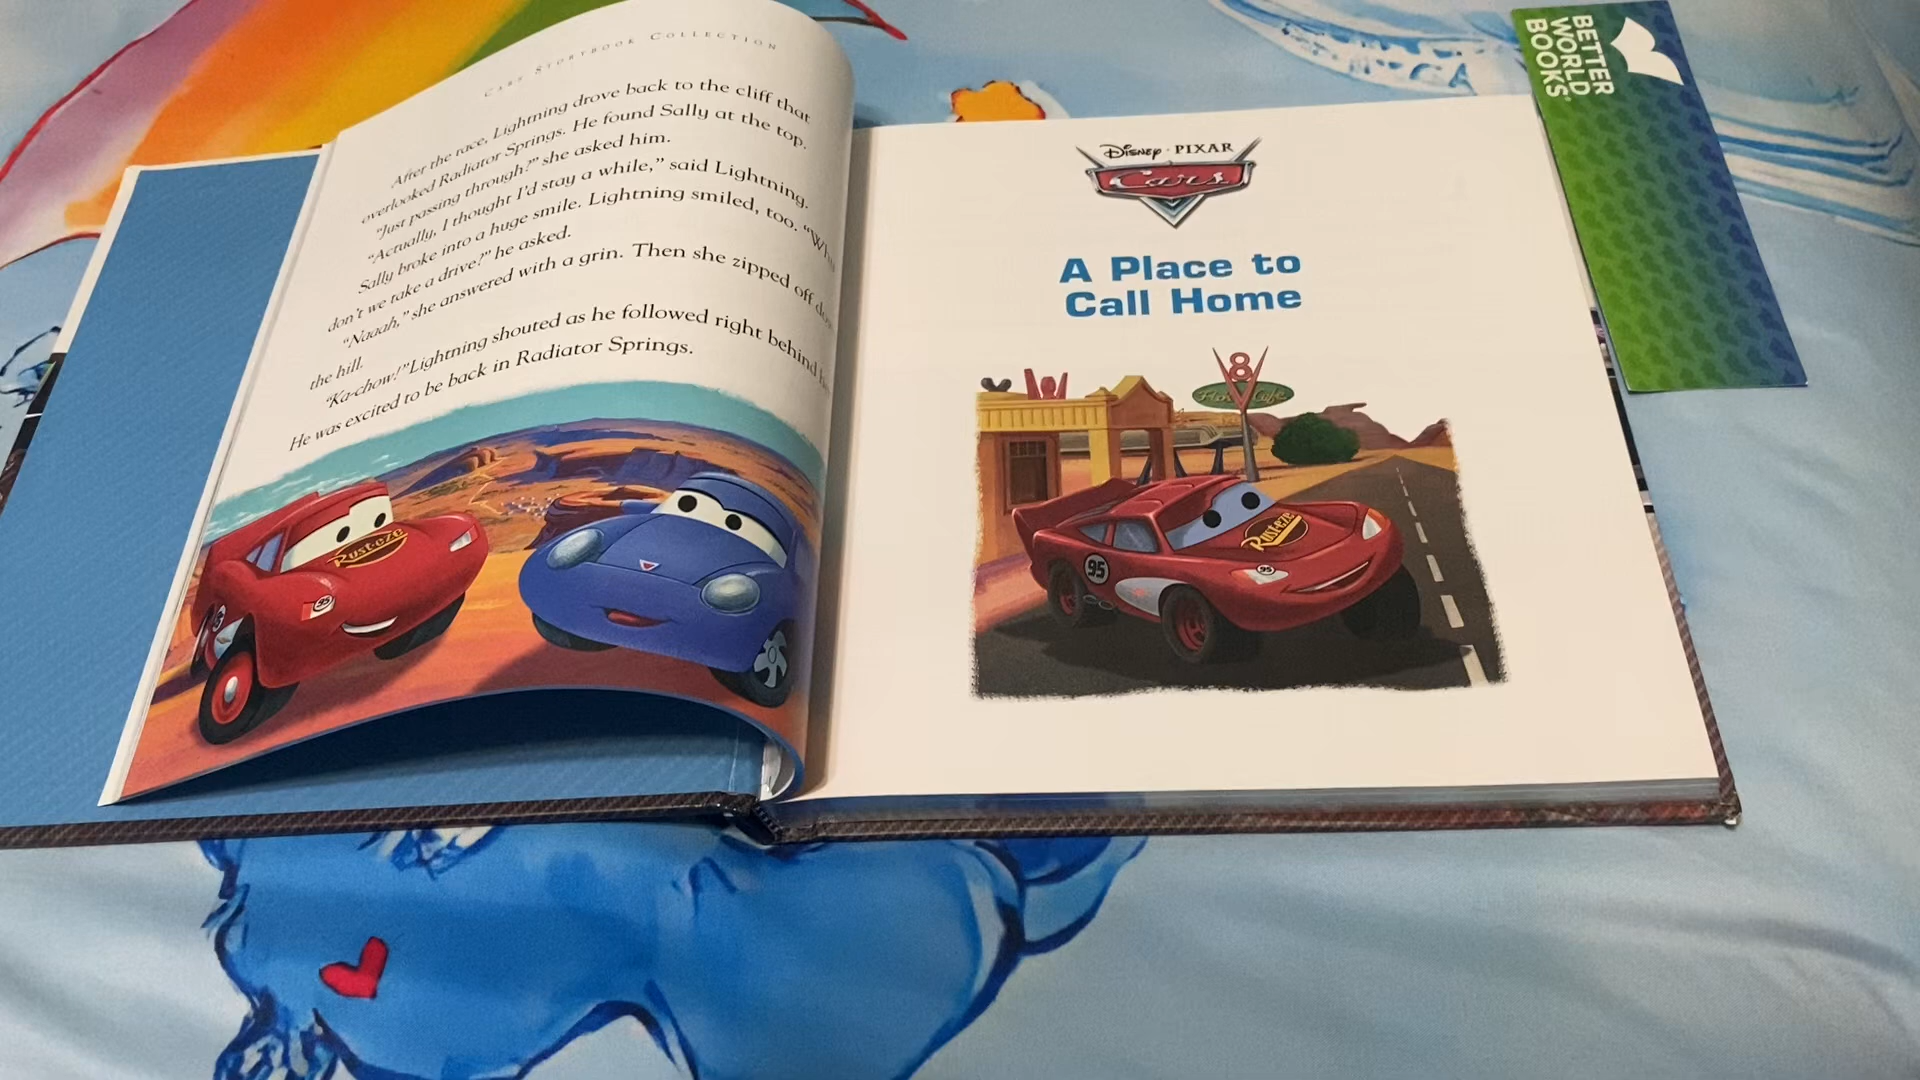 CARS STORYBOOK COLLECTION
After the race, Lightning drove back to the cliff that
overlooked Radiator Springs. He found Sally at the top.
“Just passing through?” she asked him.
“Actually, I thought I’d stay a while,” said Lightning.
Sally broke into a huge smile. Lightning smiled, too. “Why
don’t we take a drive?” he asked.
“Naaah,” she answered with a grin. Then she zipped off
the hill.
“Ka-chow!” Lightning shouted as he followed right behind
He was excited to be back in Radiator Springs.
Rust-eze
95
DISNEY · PIXAR
Cars
A Place to
Call Home
8
Flo's V Cafe
Rust-eze
95
95
BETTER
WORLD
BOOKS